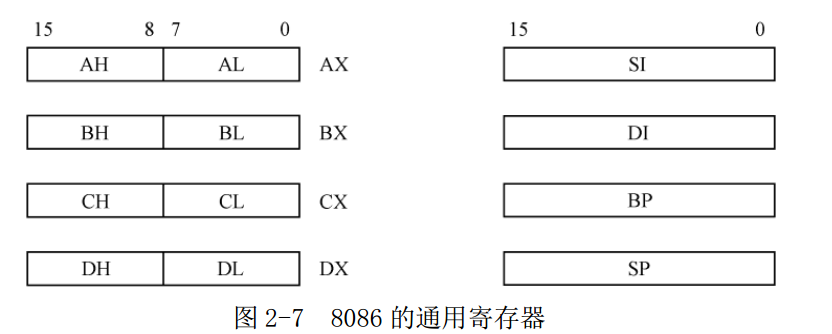 15 8 7 0 15 0
AH AL AX SI
BH BL BX DI
CH CL CX BP
DH DL DX SP
图 2-7 8086 的通用寄存器